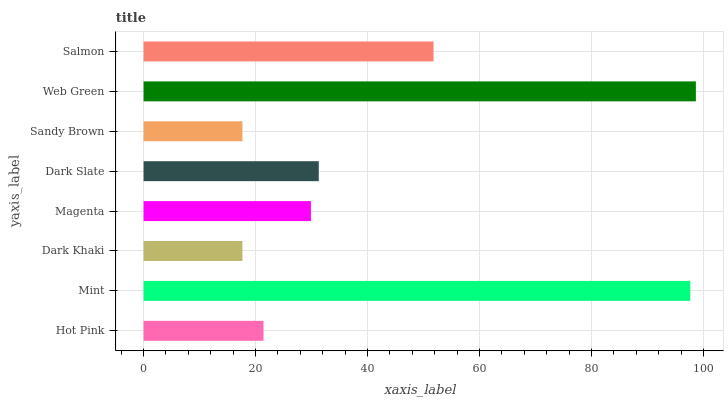 title
Salmon
Web Green
Sandy Brown
Dark Slate
Magenta
Dark Khaki
Mint
Hot Pink
yaxis_label
0 20 40 60 80 100
xaxis_label